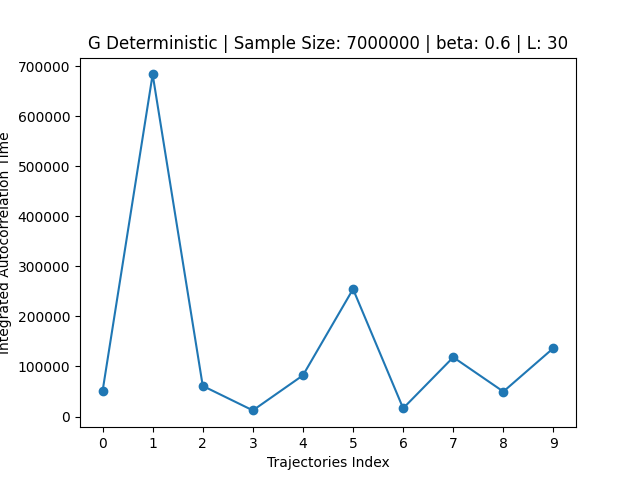 G Deterministic | Sample Size: 7000000 | beta: 0.6 | L: 30
700000
600000
500000
400000
300000
200000
100000
0
Integrated Autocorrelation Time
0 1 2 3 4 5 6 7 8 9
Trajectories Index